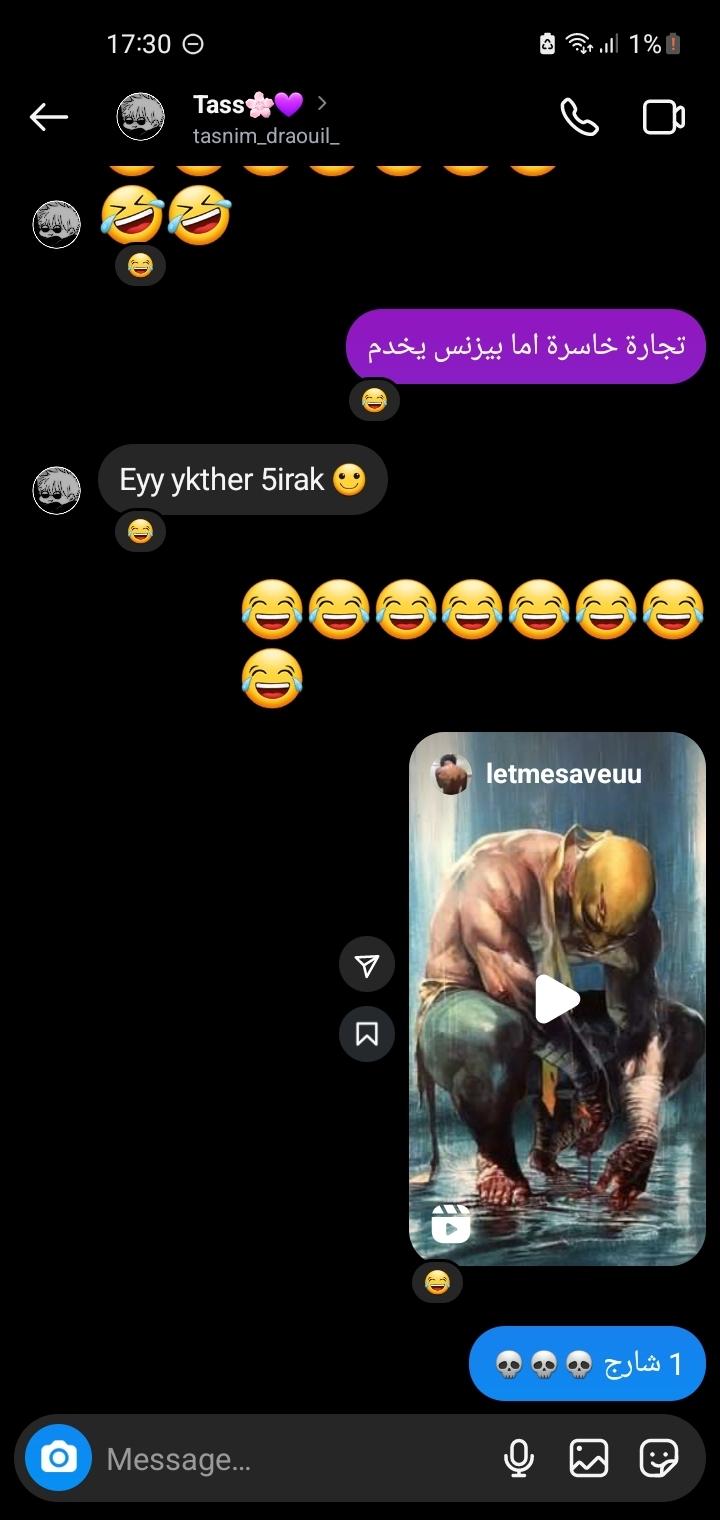 17:30 1%
Tass🌸💜
tasnim_draouil_
🤣🤣
😂
تجارة خاسرة اما بيزنس يخدم
😂
Eyy ykther 5irak 🙂
😂
😂😂😂😂😂😂😂
😂
letmesaveuu
😂
1 شارج 💀💀💀
Message...